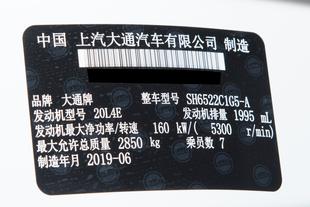 中国 上汽大通汽车有限公司 制造
品牌 大通牌 整车型号 SH6522C1G5-A
发动机型号 20L4E 发动机排量 1995 mL
发动机最大净功率/转速 160 kW/( 5300 r/min)
最大允许总质量 2850 kg 乘员数 7
制造年月 2019-06